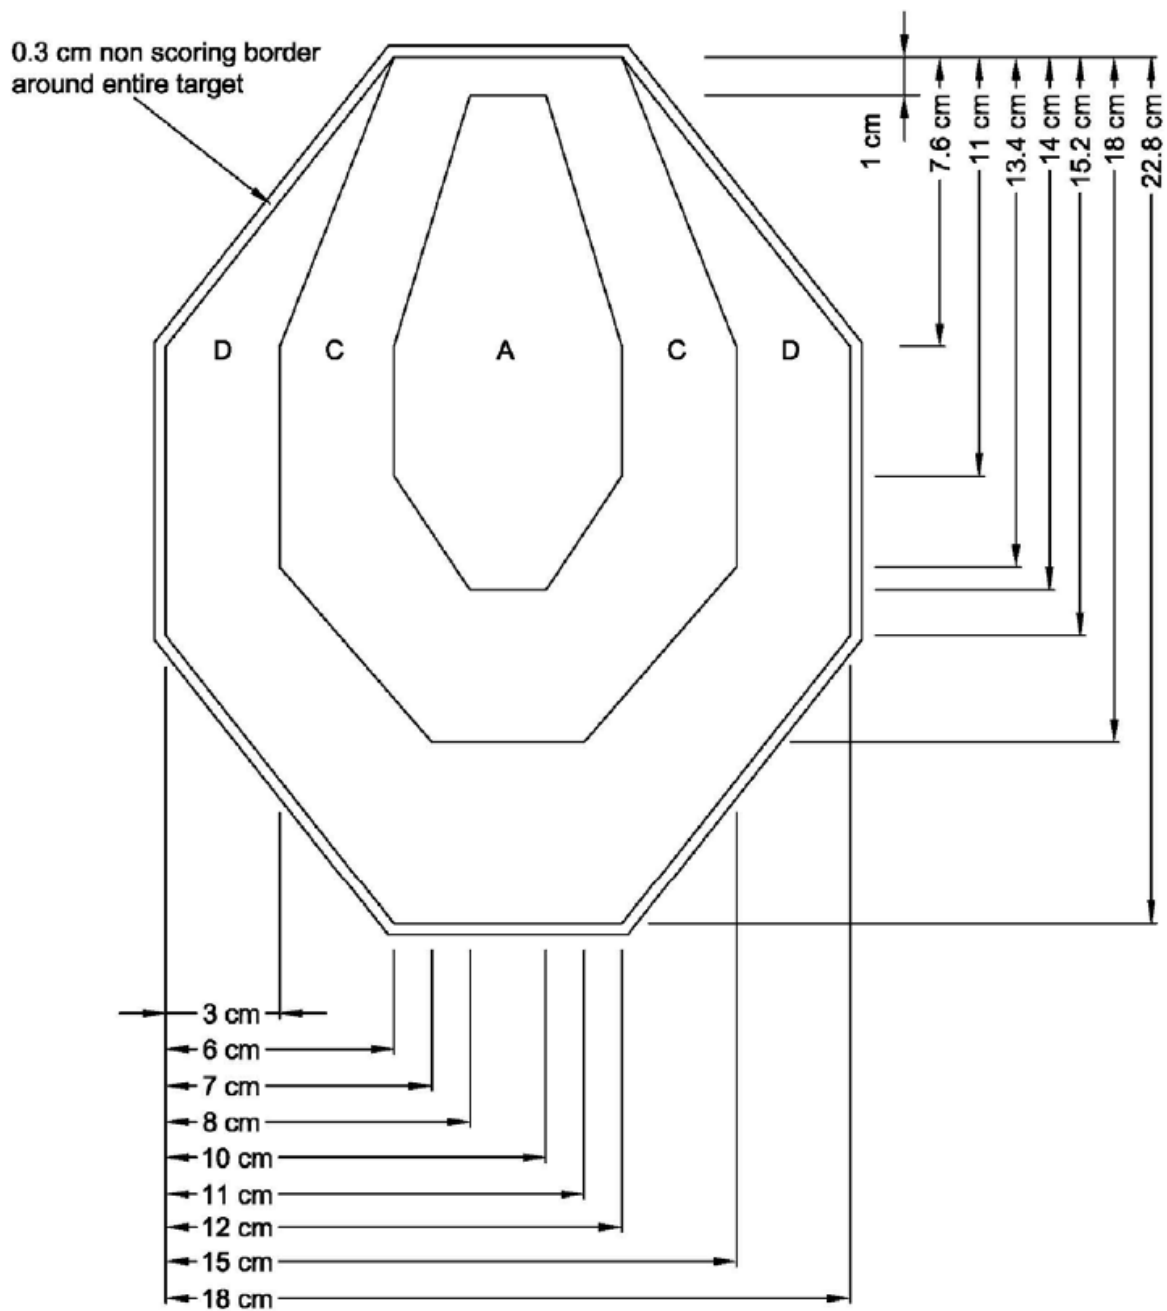 0.3 cm non scoring border
around entire target
1 cm
7.6 cm
11 cm
13.4 cm
14 cm
15.2 cm
18 cm
22.8 cm
D
C
A
C
D
3 cm
6 cm
7 cm
8 cm
10 cm
11 cm
12 cm
15 cm
18 cm